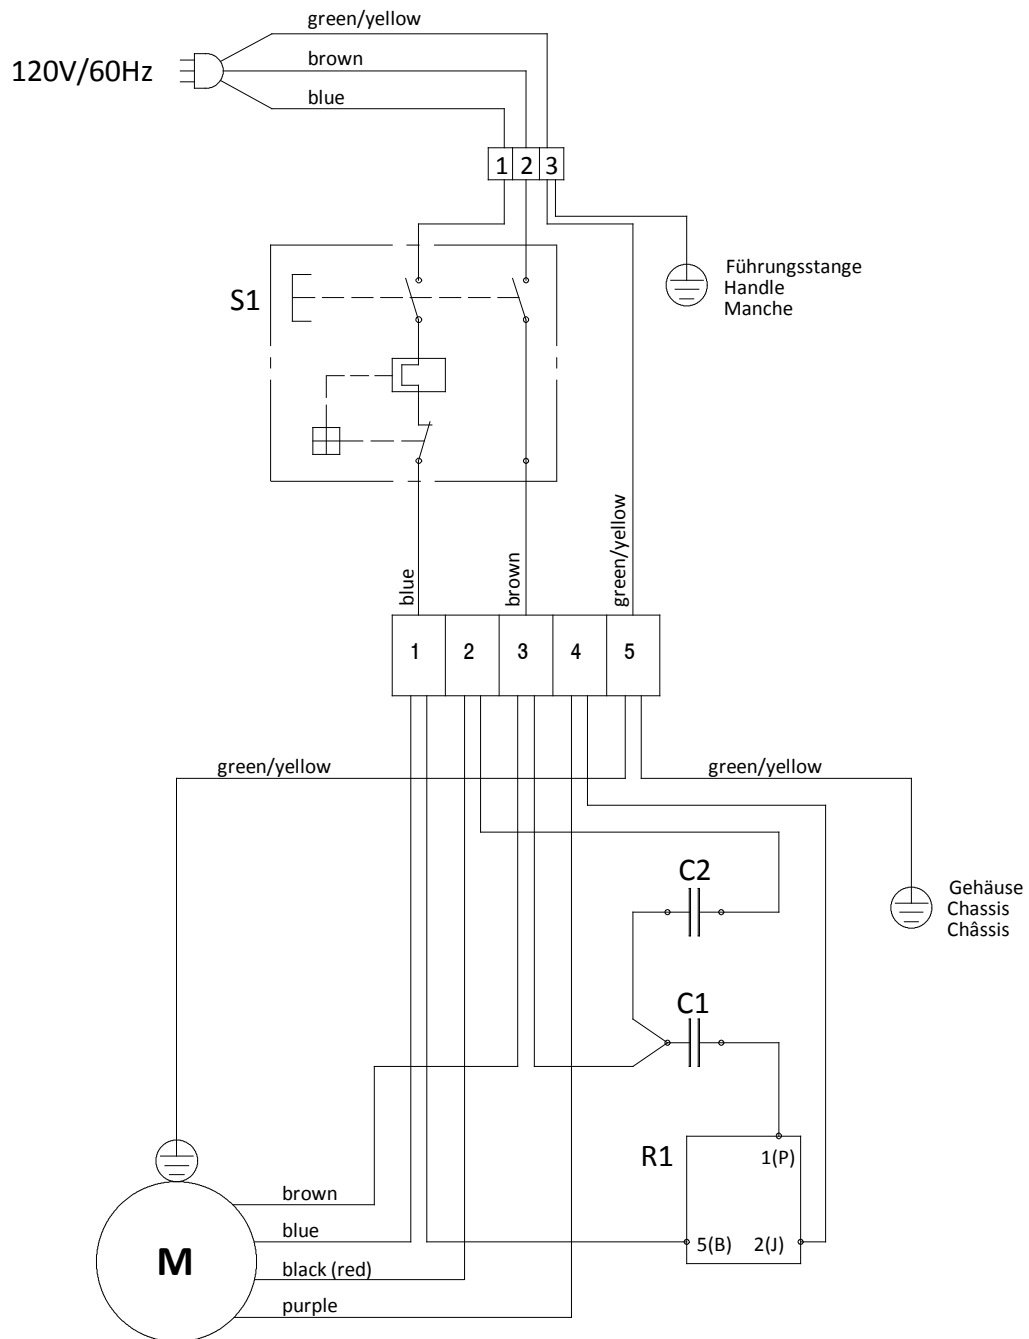 green/yellow
120V/60Hz
brown
blue
1 2 3
Führungsstange
Handle
Manche
S1
blue
brown
green/yellow
1 2 3 4 5
green/yellow
green/yellow
C2
Gehäuse
Chassis
Châssis
C1
R1
1(P)
brown
blue
5(B) 2(J)
M
black (red)
purple